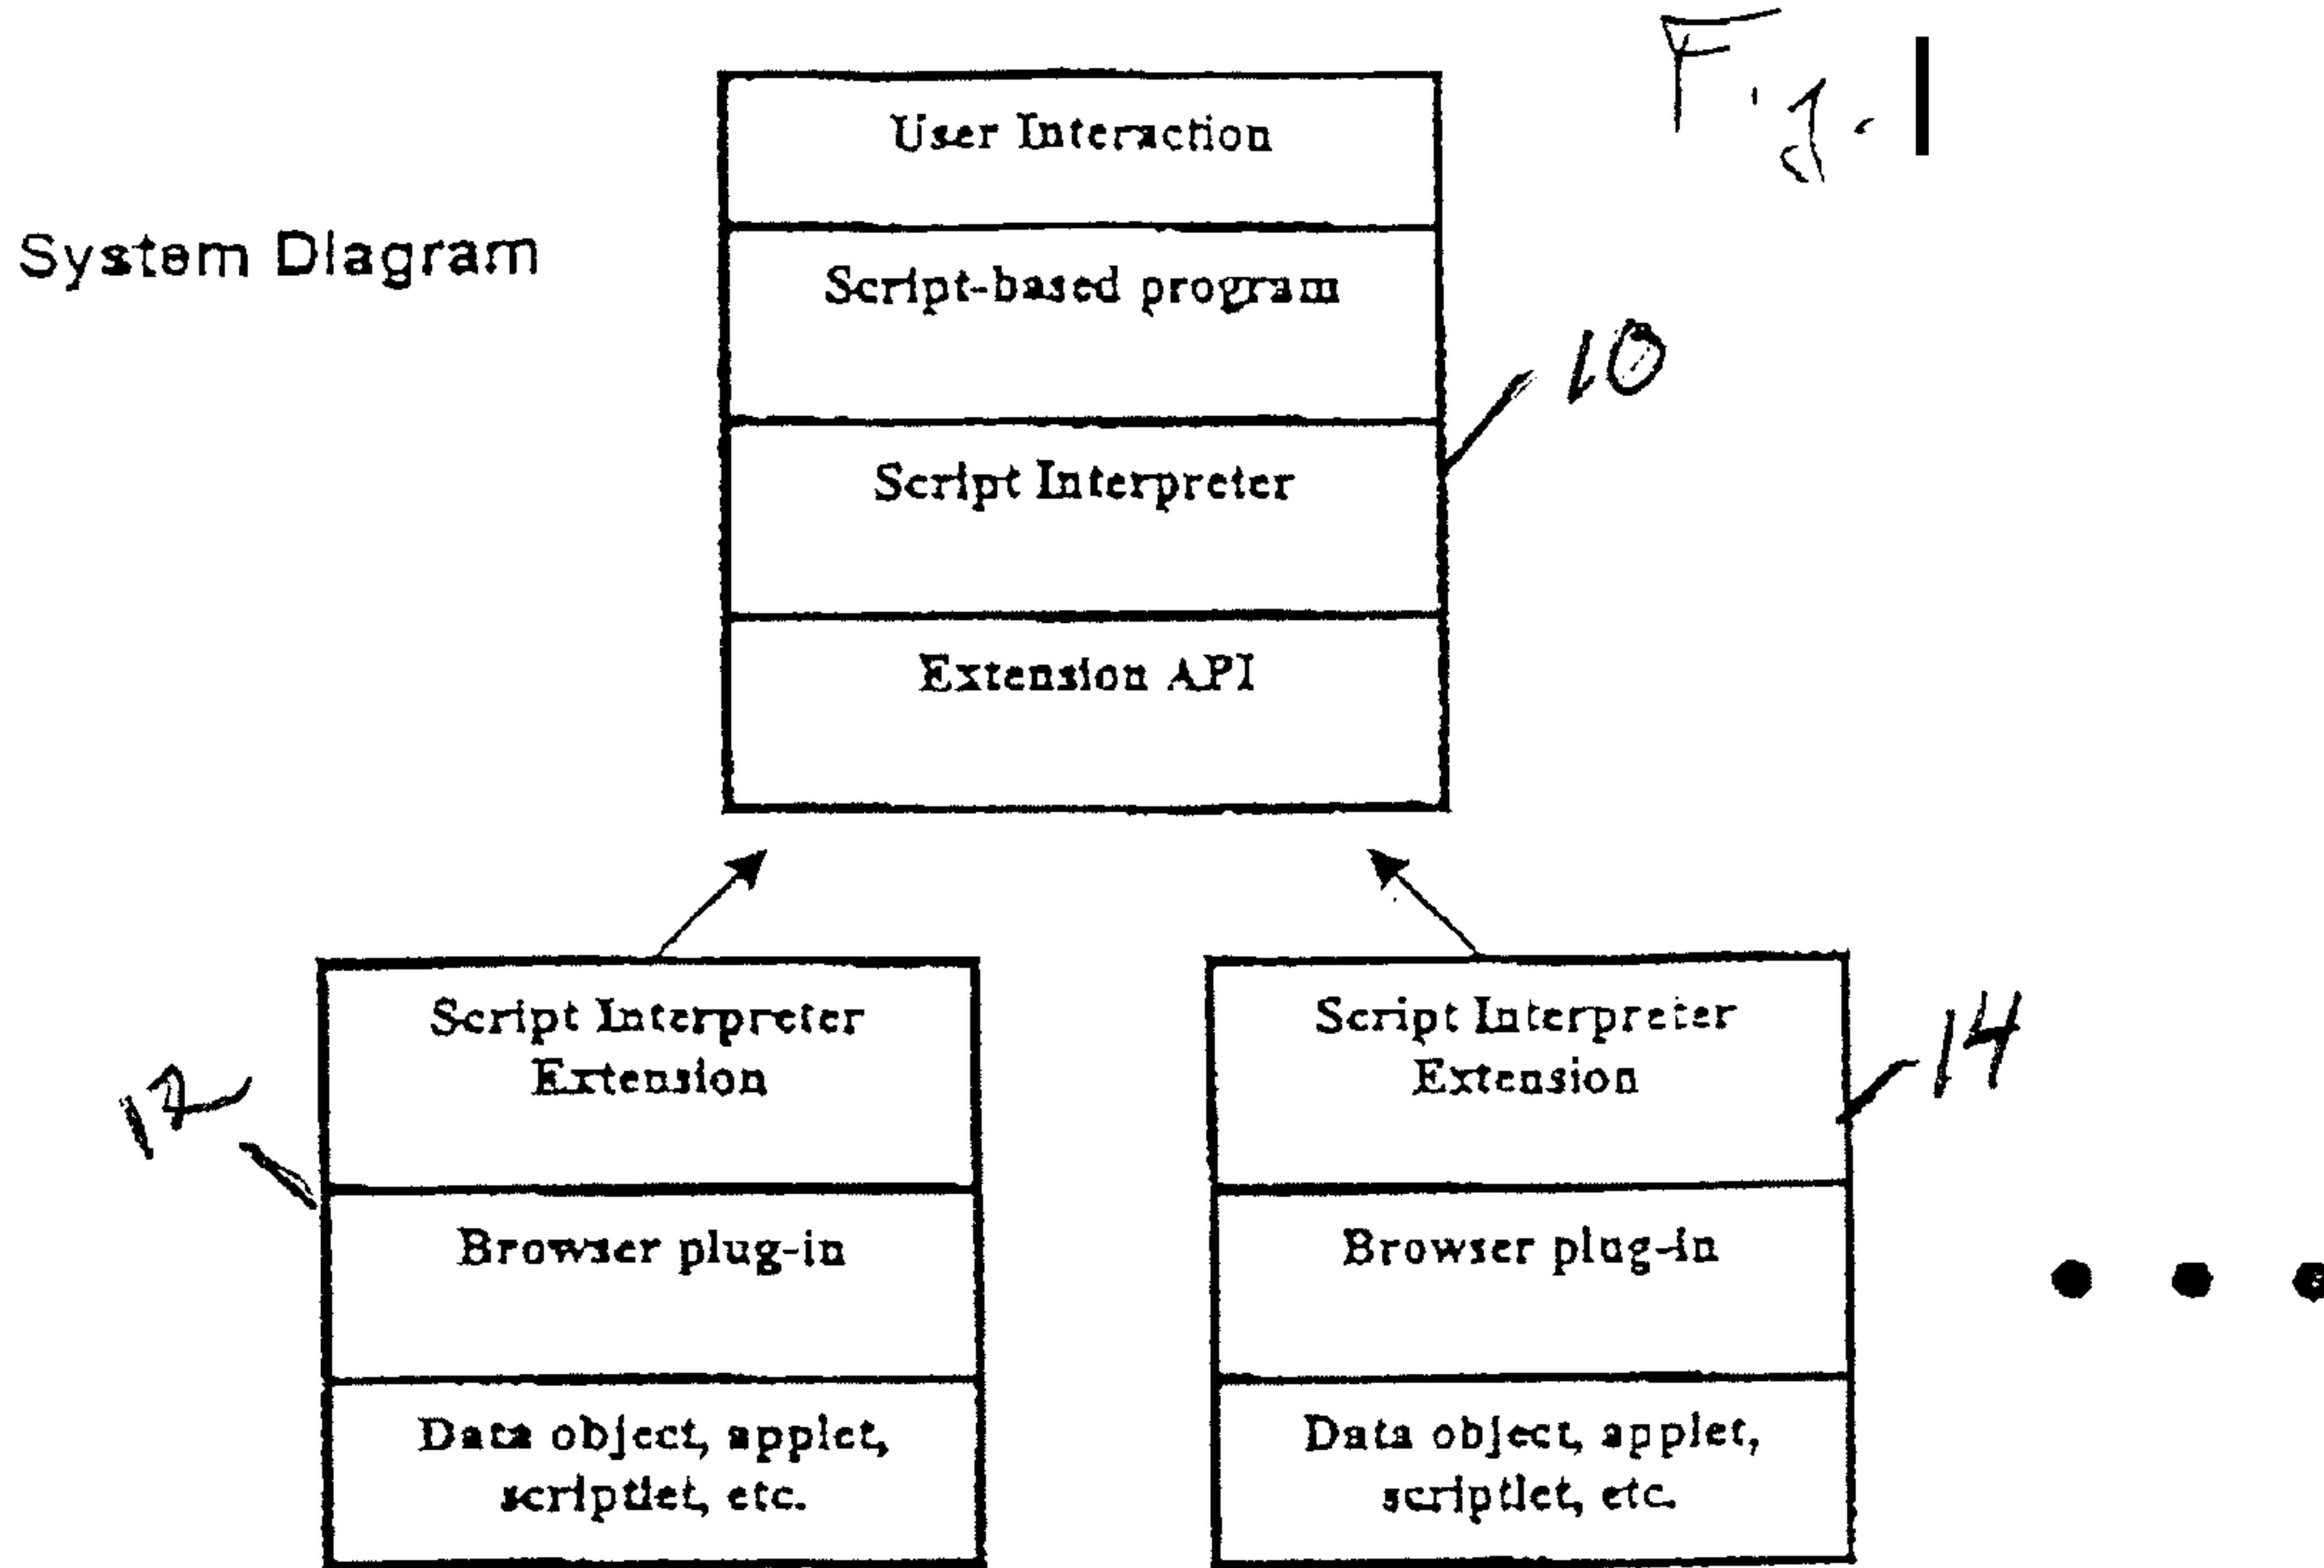 Fig. 1
System Diagram
User Interaction
Script-based program
10
Script Interpreter
Extension API
Script Interpreter
Extension
12
Browser plug-in
Data object, applet,
scriptlet, etc.
Script Interpreter
Extension
14
Browser plug-in
Data object, applet,
scriptlet, etc.